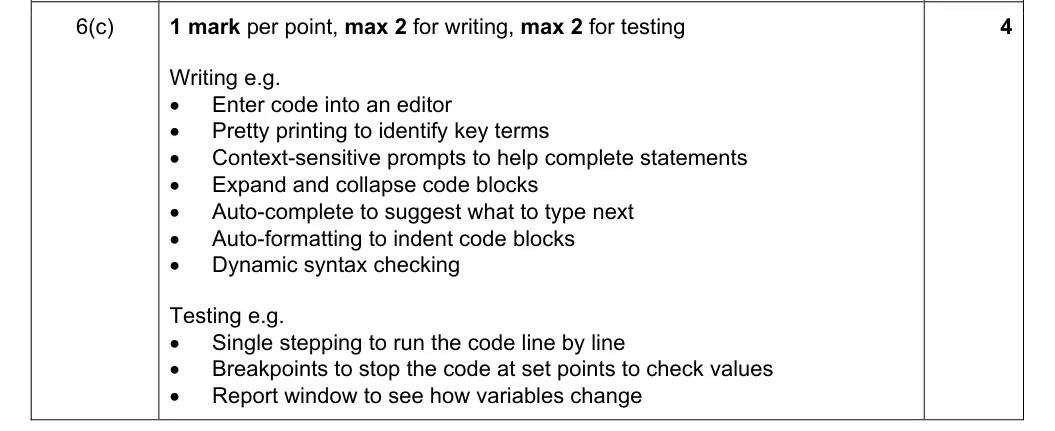 6(c) 1 mark per point, max 2 for writing, max 2 for testing 4
Writing e.g.
• Enter code into an editor
• Pretty printing to identify key terms
• Context-sensitive prompts to help complete statements
• Expand and collapse code blocks
• Auto-complete to suggest what to type next
• Auto-formatting to indent code blocks
• Dynamic syntax checking
Testing e.g.
• Single stepping to run the code line by line
• Breakpoints to stop the code at set points to check values
• Report window to see how variables change